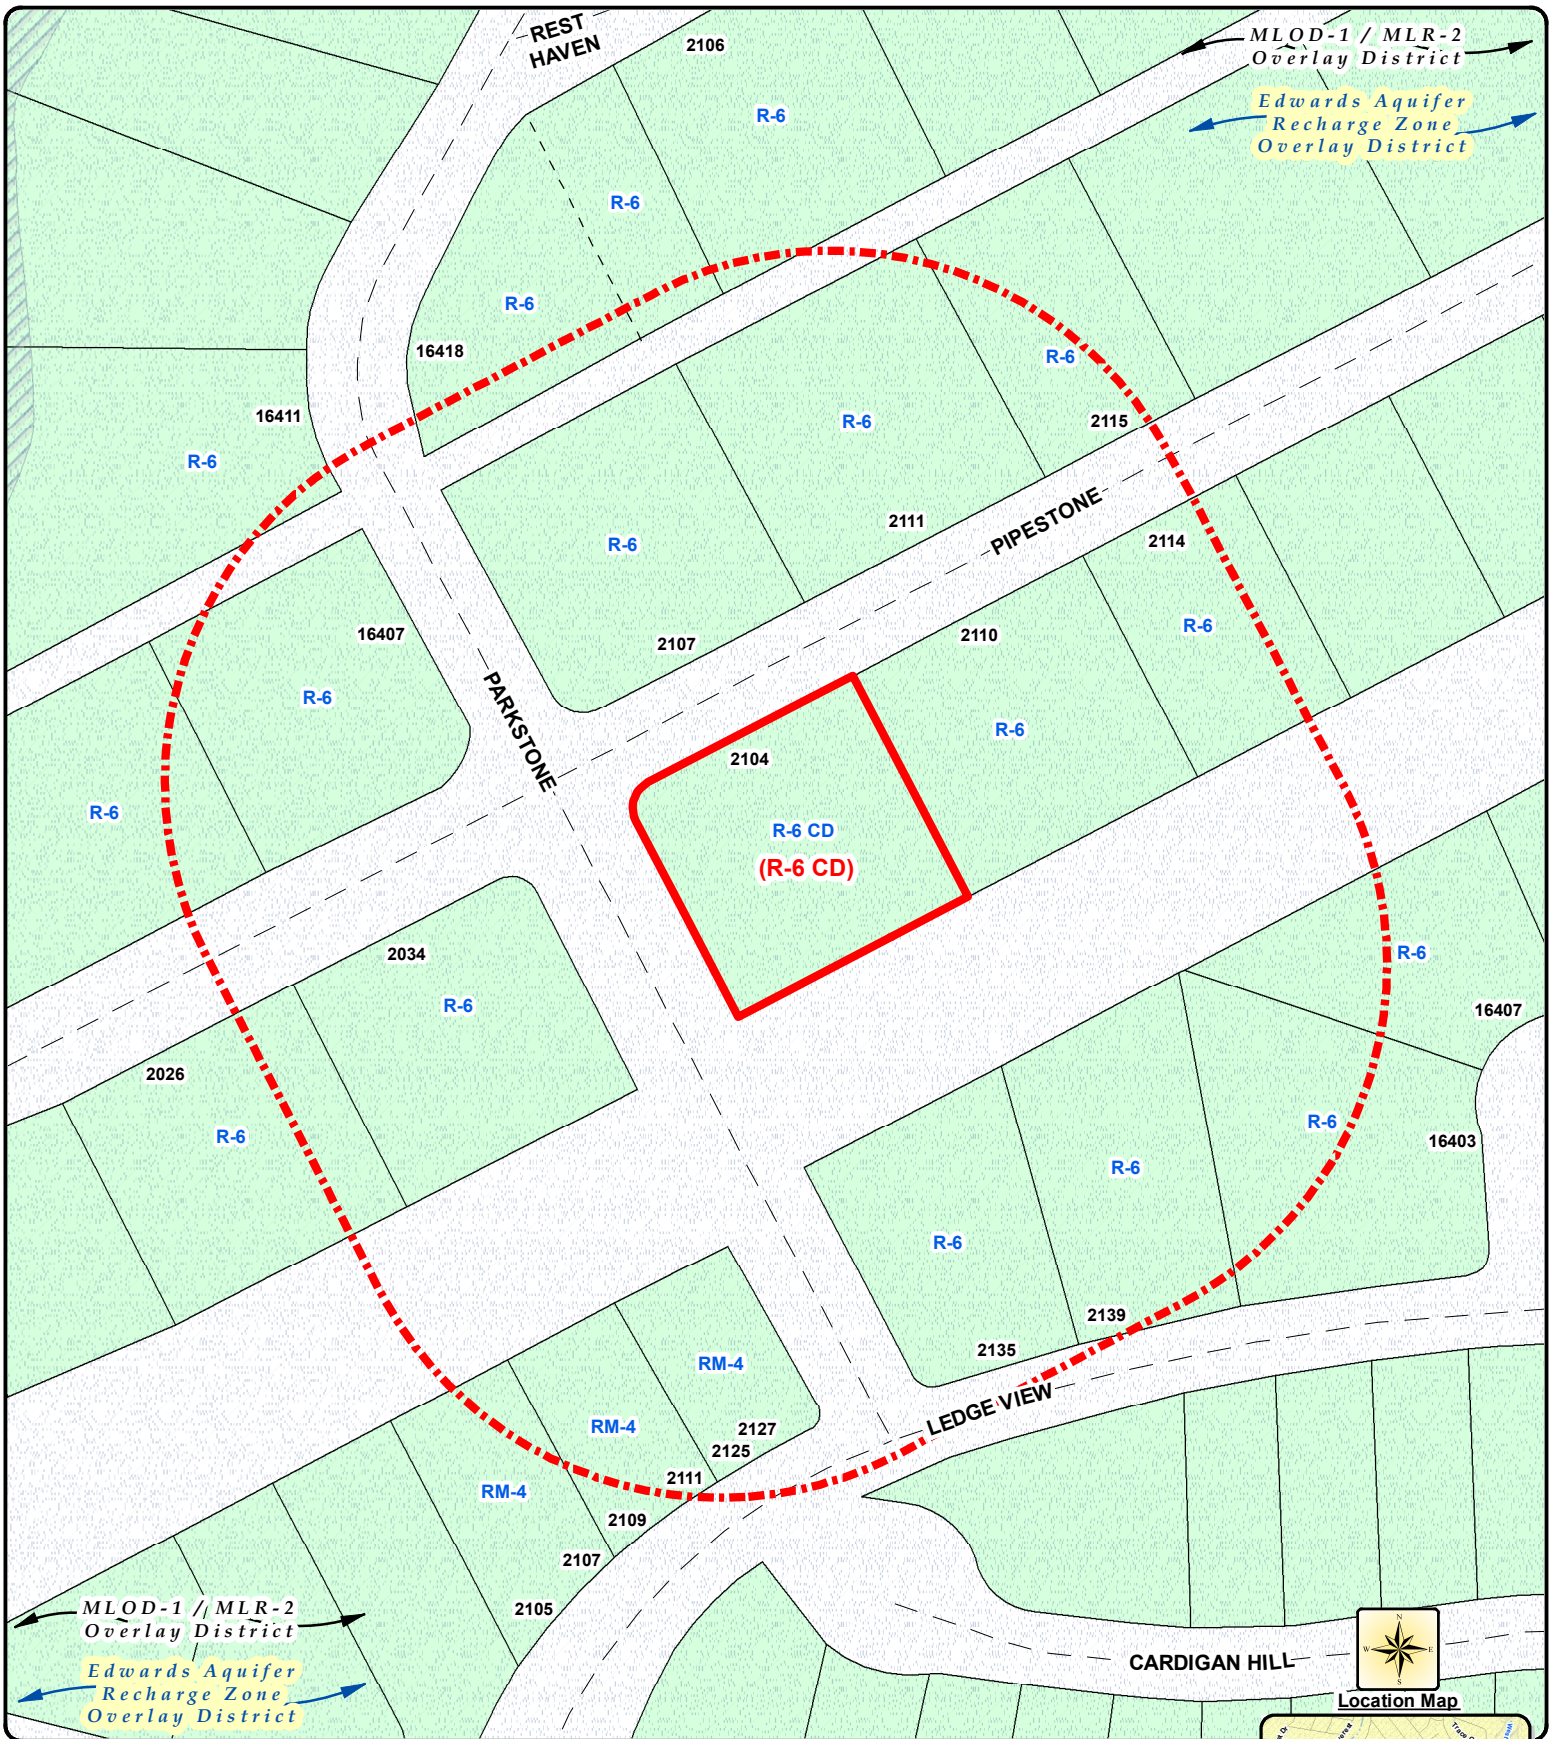 REST
HAVEN
2106
MLOD-1 / MLR-2
Overlay District
Edwards Aquifer
Recharge Zone
Overlay District
R-6
R-6
R-6
16418
R-6
16411
R-6
2115
R-6
R-6
2111
PIPESTONE
2114
R-6
R-6
16407
2107
2110
R-6
PARKSTONE
R-6
2104
R-6
R-6 CD
(R-6 CD)
2034
R-6
R-6
16407
2026
R-6
R-6
16403
R-6
R-6
2139
2135
RM-4
LEDGE VIEW
RM-4
2127
2125
2111
RM-4
2109
2107
2105
MLOD-1 / MLR-2
Overlay District
Edwards Aquifer
Recharge Zone
Overlay District
CARDIGAN HILL
N
W
E
S
Location Map